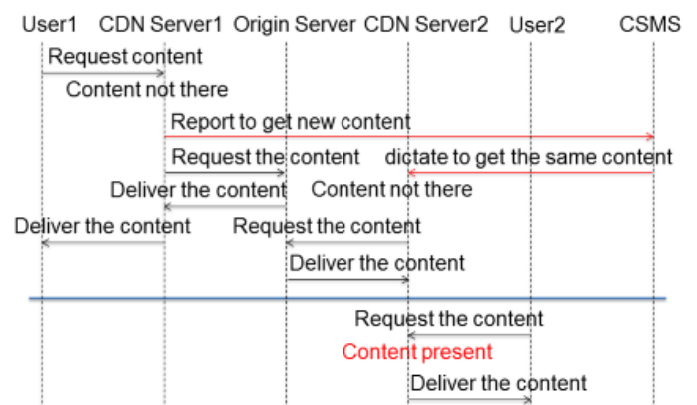 User1 CDN Server1 Origin Server CDN Server2 User2 CSMS
Request content
Content not there
Report to get new content
Request the content dictate to get the same content
Deliver the content Content not there
Deliver the content Request the content
Deliver the content
Request the content
Content present
Deliver the content